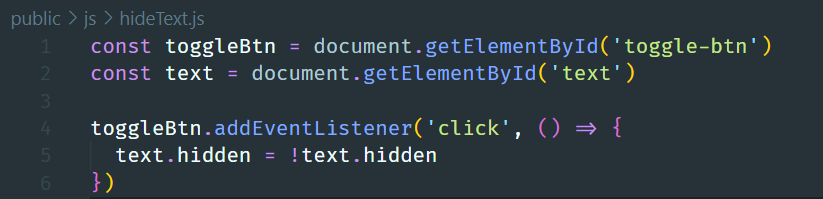 public > js > hideText.js
1 const toggleBtn = document.getElementById('toggle-btn')
2 const text = document.getElementById('text')
3
4 toggleBtn.addEventListener('click', () => {
5   text.hidden = !text.hidden
6 })